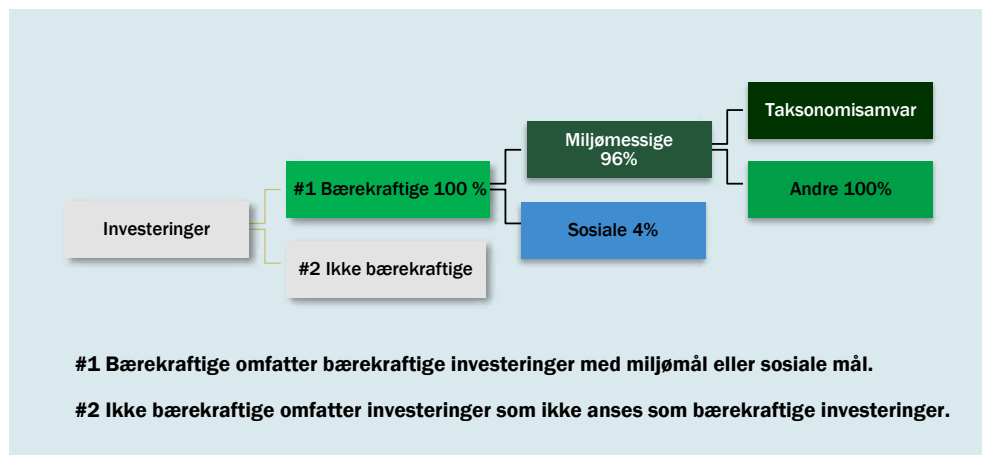 Investeringer
#1 Bærekraftige 100 %
#2 Ikke bærekraftige
Miljømessige
96%
Sosiale 4%
Taksonomisamvar
Andre 100%
#1 Bærekraftige omfatter bærekraftige investeringer med miljømål eller sosiale mål.
#2 Ikke bærekraftige omfatter investeringer som ikke anses som bærekraftige investeringer.